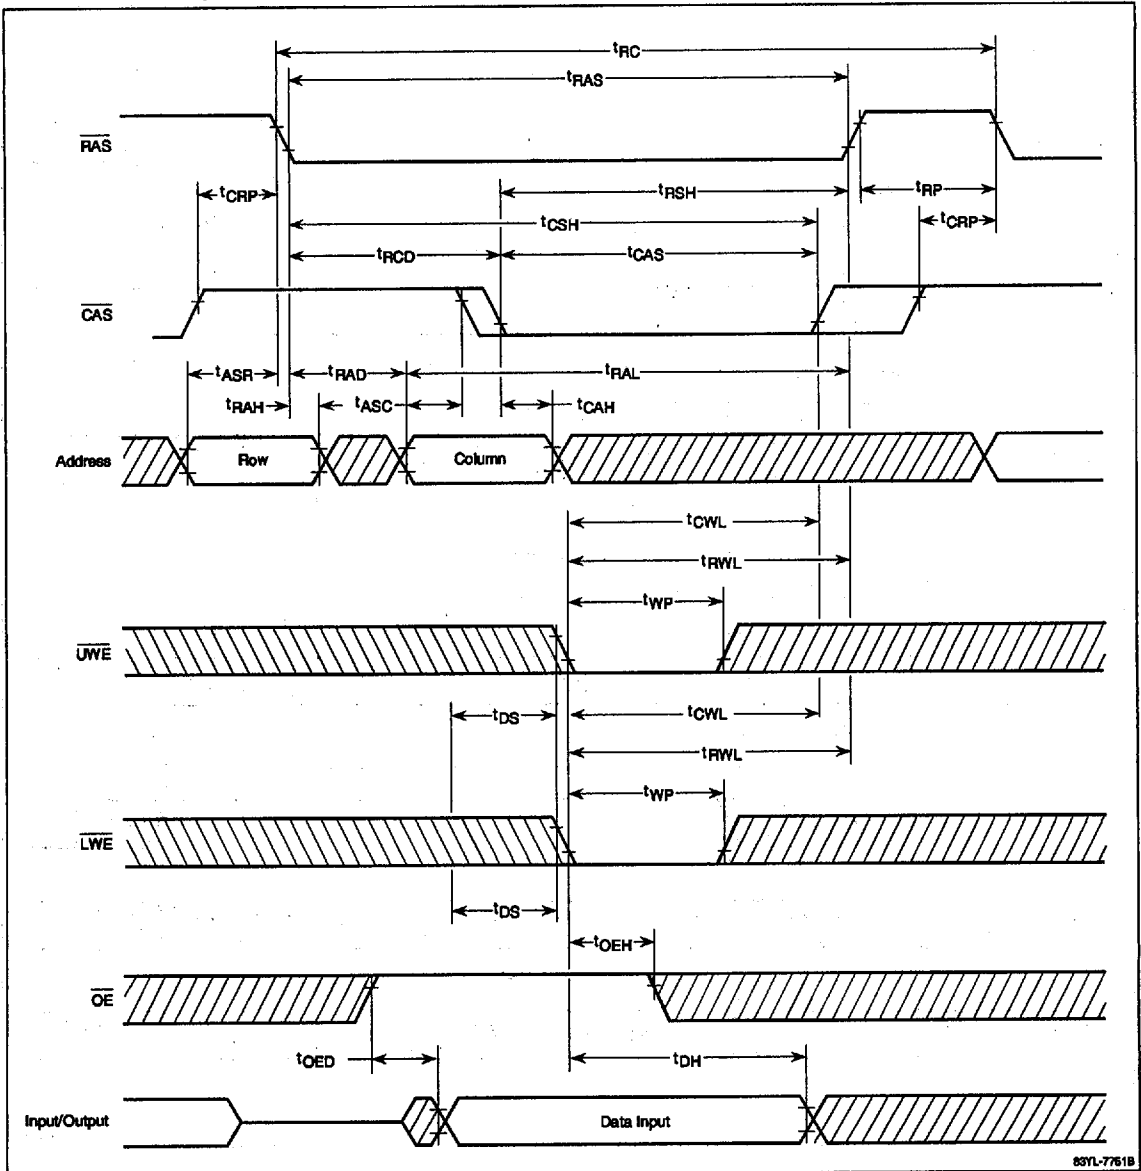 tRC
tRAS
RAS
tCRP
tRSH
tRP
tCSH
tCRP
tRCD
tCAS
CAS
tASR
tRAD
tRAL
tRAH
tASC
tCAH
Address
Row
Column
tCWL
tRWL
tWP
UWE
tDS
tCWL
tRWL
tWP
LWE
tDS
tOEH
OE
tOED
tDH
Input/Output
Data Input
83YL-7751B